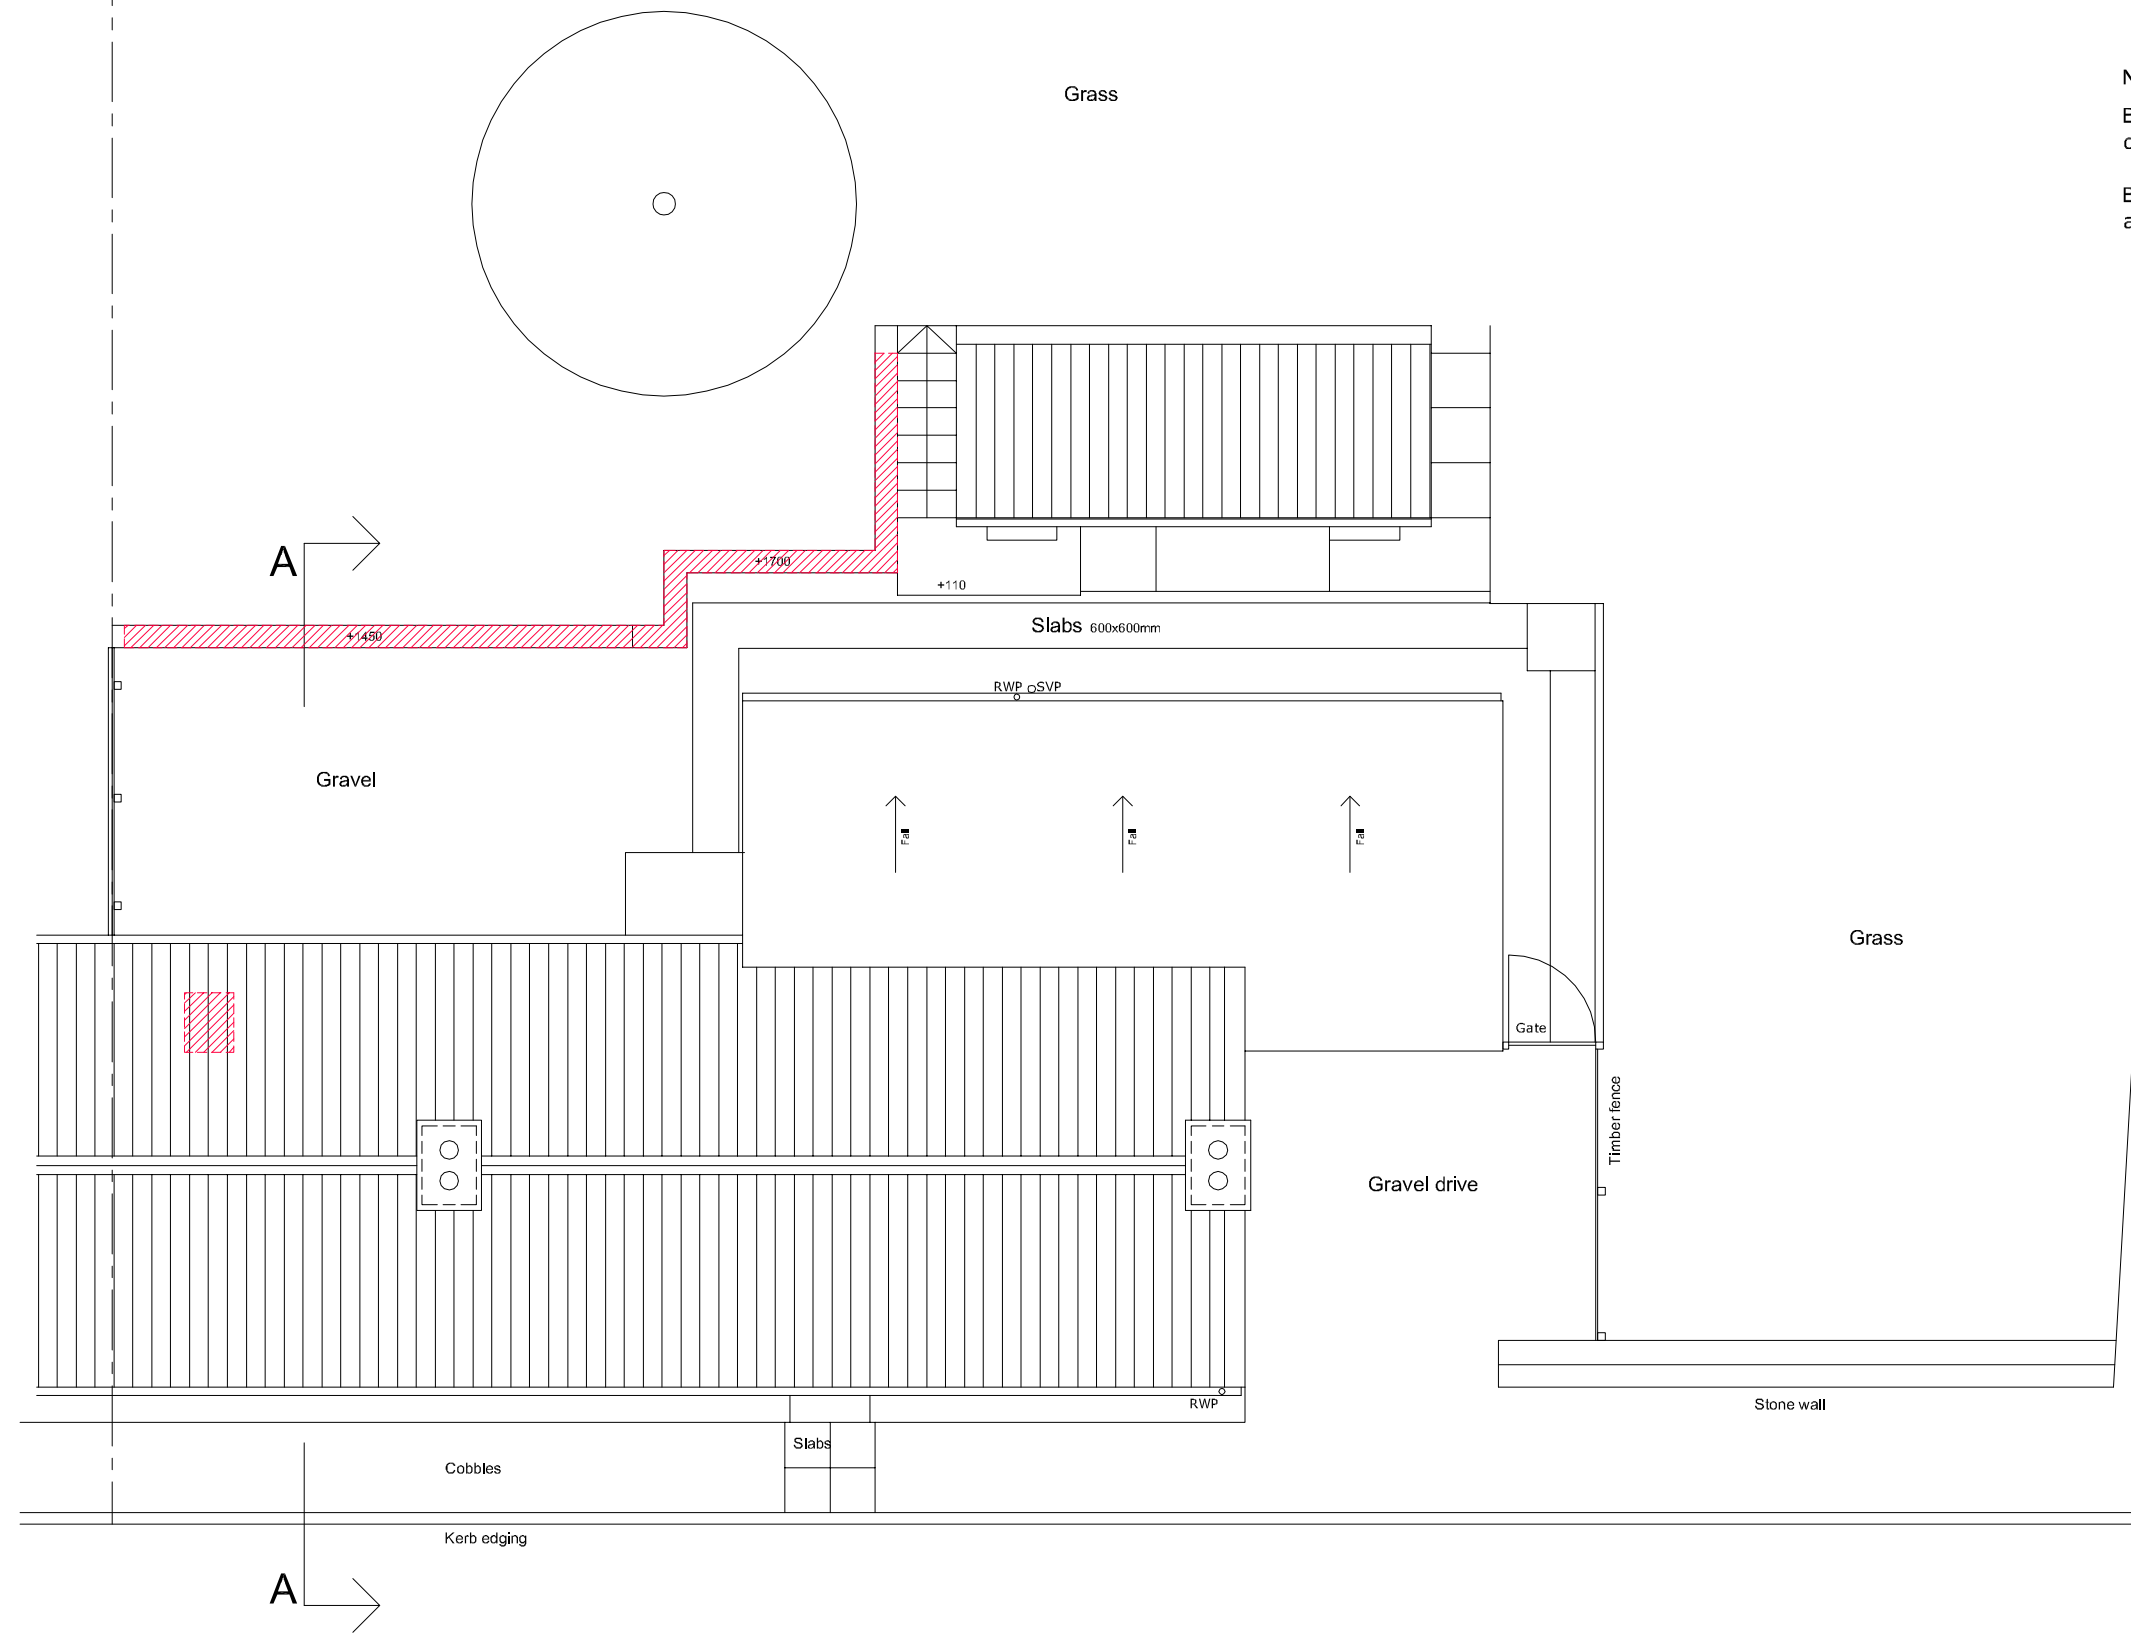 Grass
A
+1700
+110
+1450
Slabs 600x600mm
RWP SVP
Gravel
Fall
Fall
Fall
Grass
Gate
Timber fence
Gravel drive
RWP
Stone wall
Slabs
Cobbles
Kerb edging
A